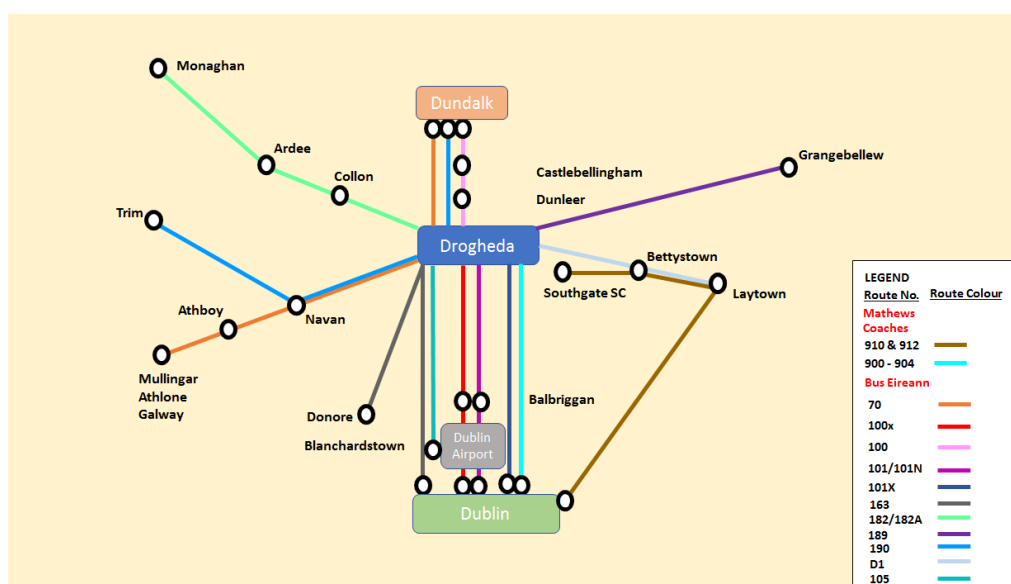 Monaghan
Dundalk
Ardee
Grangebellew
Collon
Castlebellingham
Dunleer
Trim
Drogheda
Bettystown
Southgate SC
Laytown
Athboy
Navan
Mullingar
Athlone
Galway
Balbriggan
Donore
Blanchardstown
Dublin
Airport
Dublin
LEGEND
Route No. Route Colour
Mathews
Coaches
910 & 912
900 - 904
Bus Eireann
70
100x
100
101/101N
101X
163
182/182A
189
190
D1
105